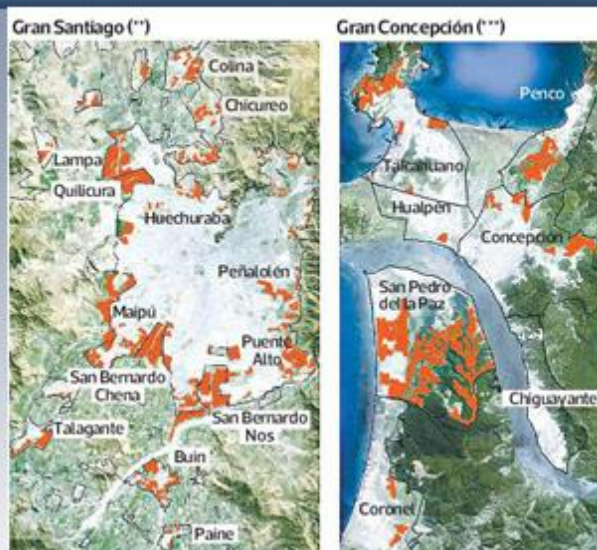 Gran Santiago (**)
Colina
Chicureo
Lampa
Quilicura
Huechuraba
Peñalolén
Maipú
Puente
Alto
San Bernardo
Chena
San Bernardo
Nos
Talagante
Buin
Paine
Gran Concepción (***)
Penco
Talcahuano
Hualpén
Concepción
San Pedro
de la Paz
Chiguayante
Coronel